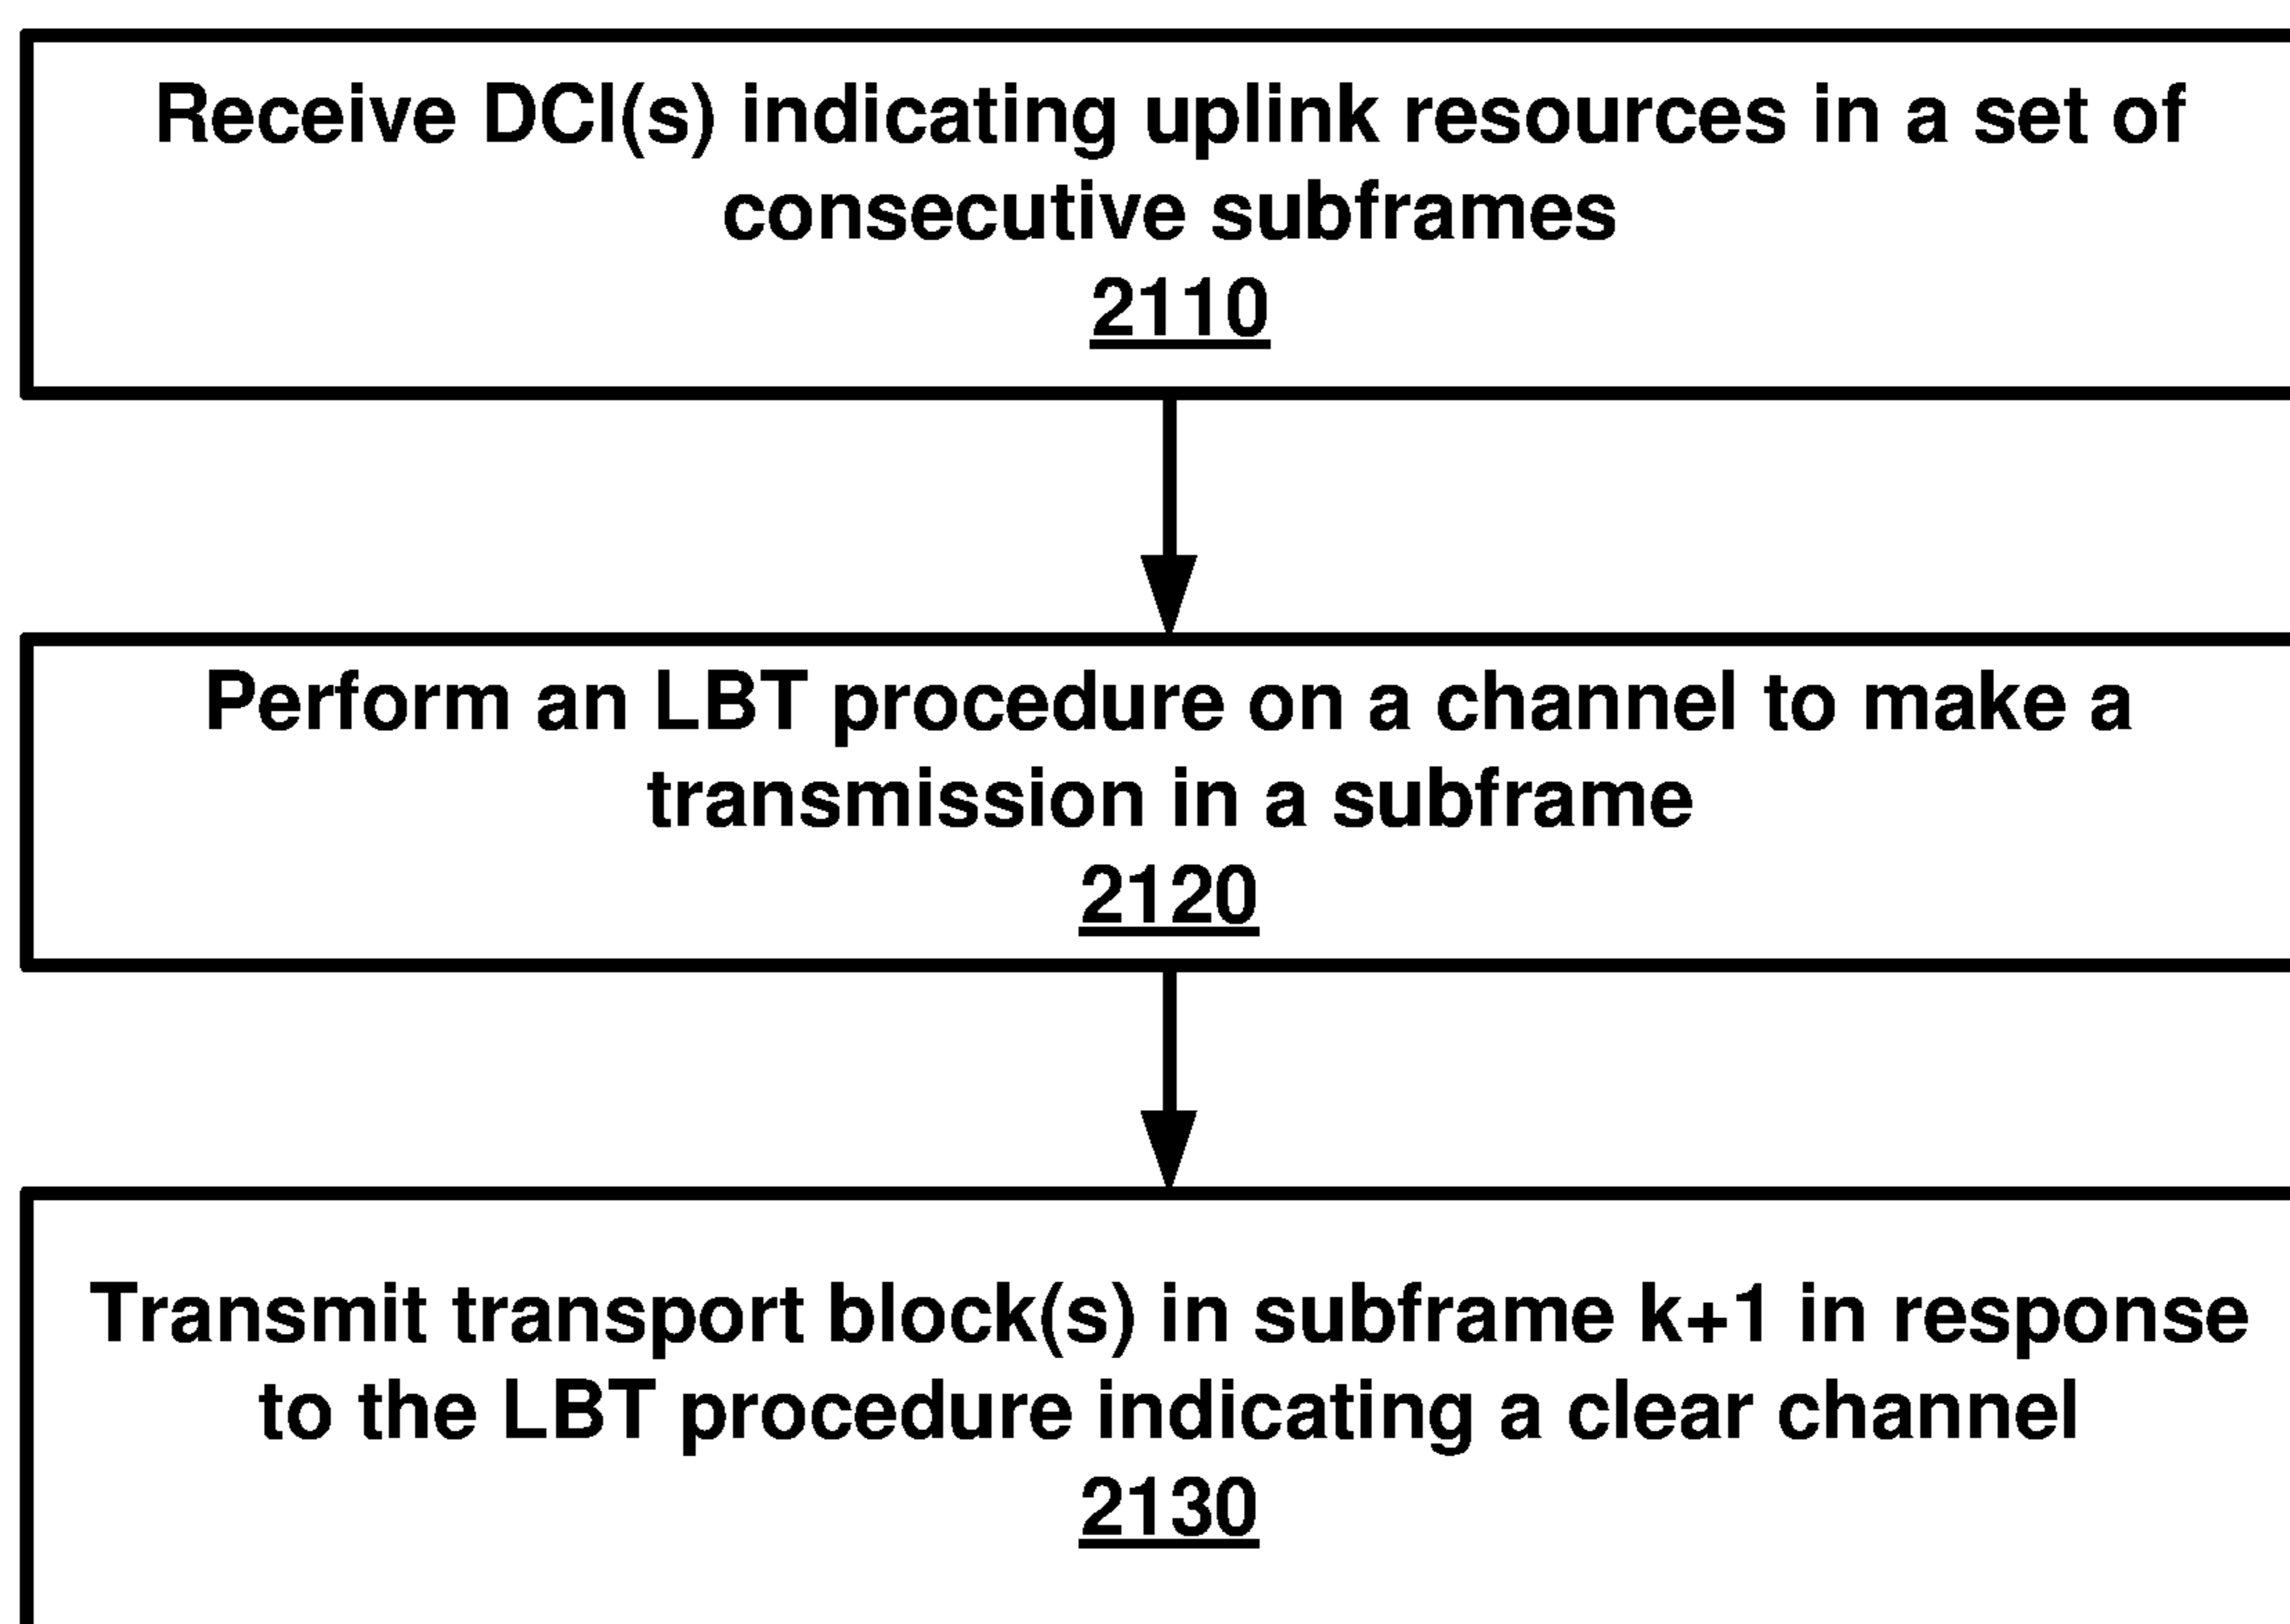 Receive DCI(s) indicating uplink resources in a set of
consecutive subframes
2110
Perform an LBT procedure on a channel to make a
transmission in a subframe
2120
Transmit transport block(s) in subframe k+1 in response
to the LBT procedure indicating a clear channel
2130